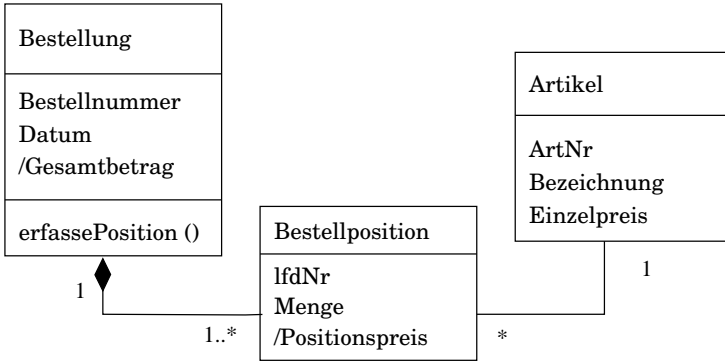 Bestellung
Bestellnummer
Datum
/Gesamtbetrag
erfassePosition ()
1
1..*
Bestellposition
lfdNr
Menge
/Positionspreis
*
Artikel
ArtNr
Bezeichnung
Einzelpreis
1